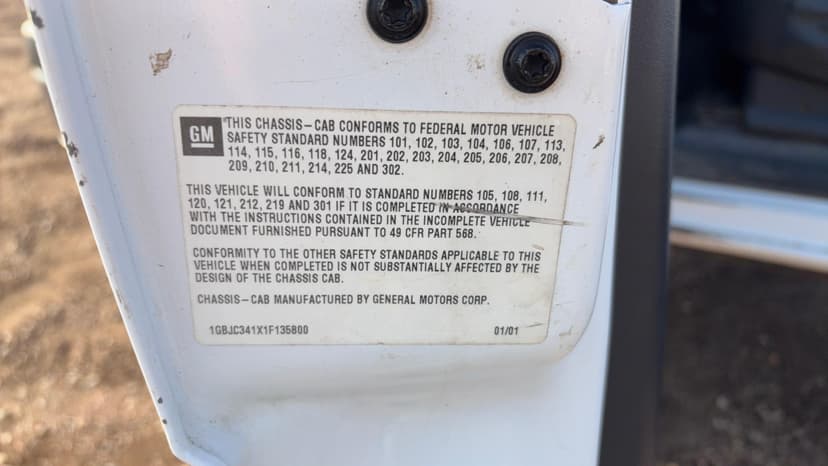 GM
THIS CHASSIS-CAB CONFORMS TO FEDERAL MOTOR VEHICLE
SAFETY STANDARD NUMBERS 101, 102, 103, 104, 106, 107, 113,
114, 115, 116, 118, 124, 201, 202, 203, 204, 205, 206, 207, 208,
209, 210, 211, 214, 225 AND 302.
THIS VEHICLE WILL CONFORM TO STANDARD NUMBERS 105, 108, 111,
120, 121, 212, 219 AND 301 IF IT IS COMPLETED IN ACCORDANCE
WITH THE INSTRUCTIONS CONTAINED IN THE INCOMPLETE VEHICLE
DOCUMENT FURNISHED PURSUANT TO 49 CFR PART 568.
CONFORMITY TO THE OTHER SAFETY STANDARDS APPLICABLE TO THIS
VEHICLE WHEN COMPLETED IS NOT SUBSTANTIALLY AFFECTED BY THE
DESIGN OF THE CHASSIS CAB.
CHASSIS-CAB MANUFACTURED BY GENERAL MOTORS CORP.
1GBJC341X1F135800 01/01